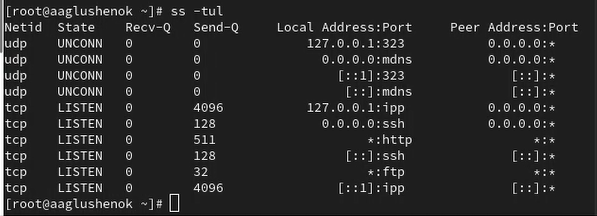 [root@aaglushenok ~]# ss -tul
Netid State Recv-Q Send-Q Local Address:Port Peer Address:Port
udp UNCONN 0 0 127.0.0.1:323 0.0.0.0:*
udp UNCONN 0 0 0.0.0.0:mdns 0.0.0.0:*
udp UNCONN 0 0 [::1]:323 [::]:*
udp UNCONN 0 0 [::]:mdns [::]:*
tcp LISTEN 0 4096 127.0.0.1:ipp 0.0.0.0:*
tcp LISTEN 0 128 0.0.0.0:ssh 0.0.0.0:*
tcp LISTEN 0 511 *:http *:*
tcp LISTEN 0 128 [::]:ssh [::]:*
tcp LISTEN 0 32 *:ftp *:*
tcp LISTEN 0 4096 [::1]:ipp [::]:*
[root@aaglushenok ~]#